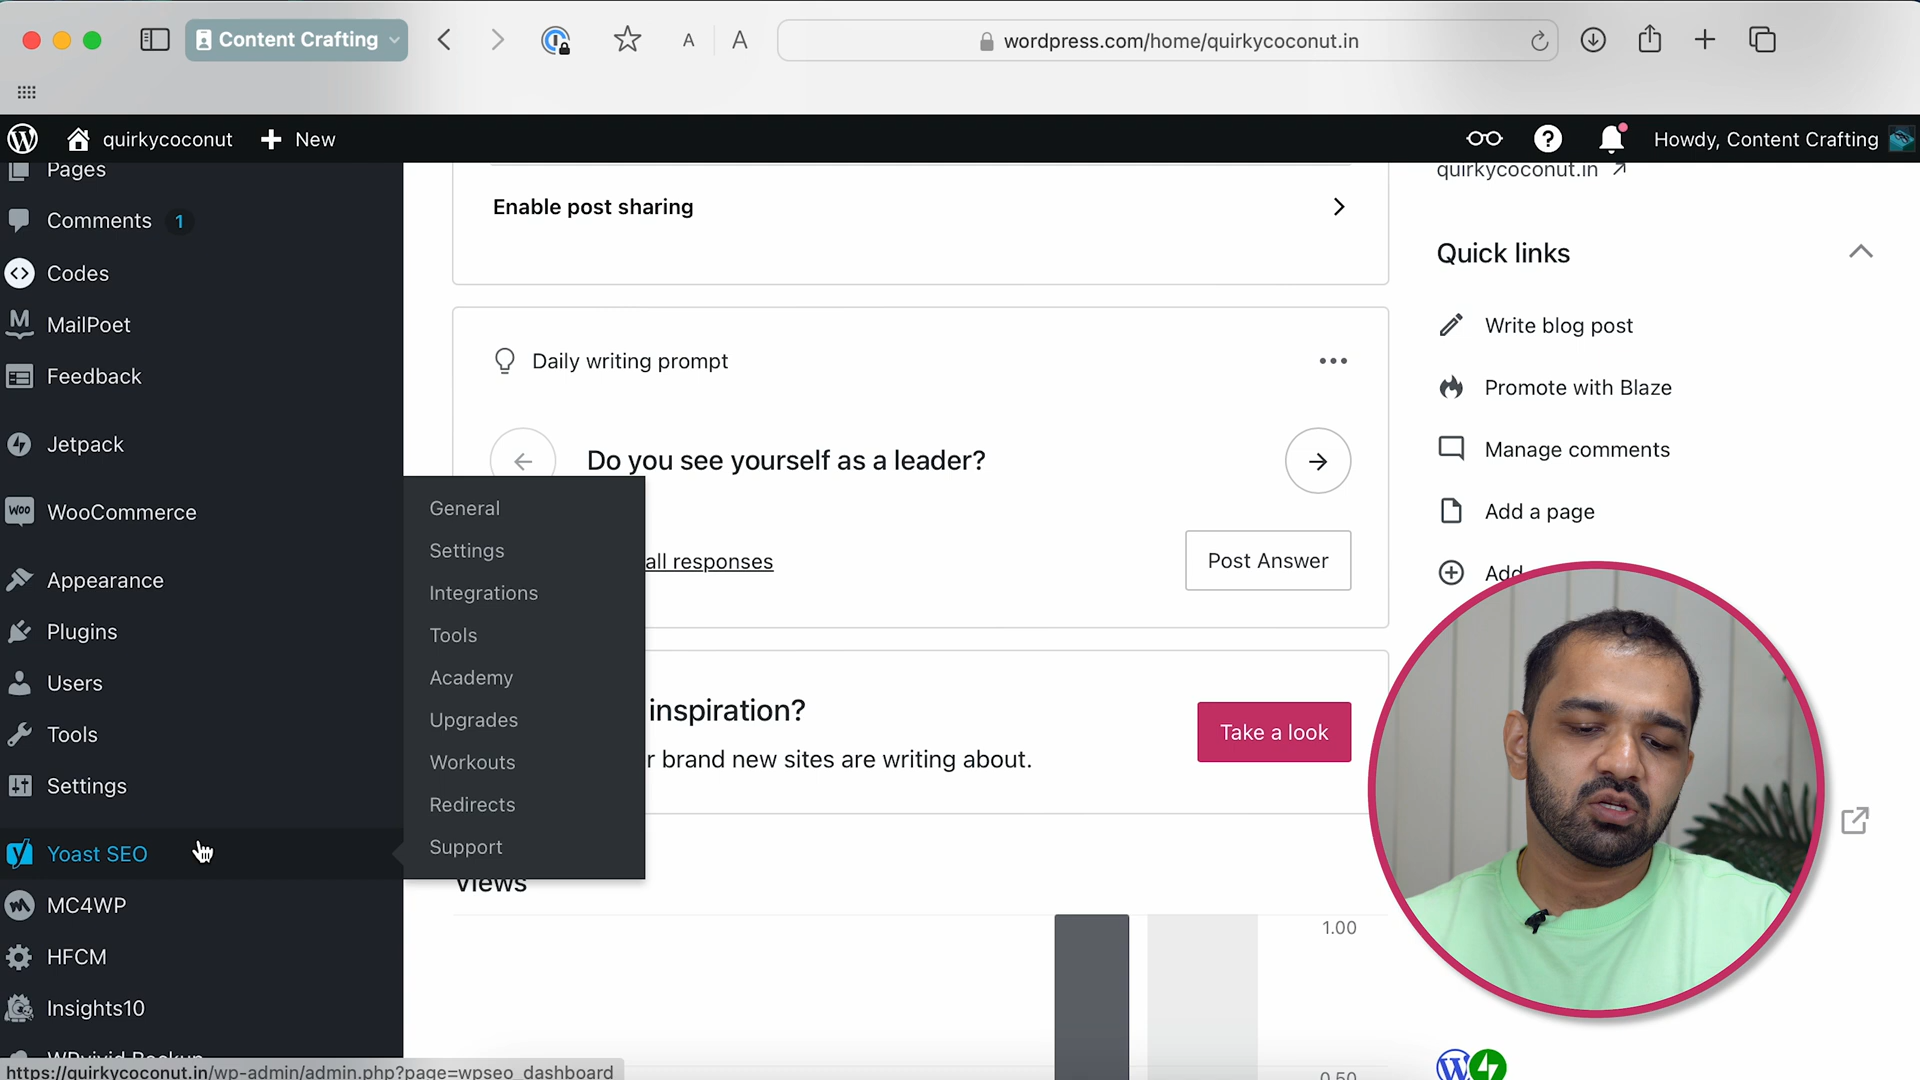 Content Crafting
A
A
wordpress.com/home/quirkycoconut.in
quirkycoconut
New
Howdy, Content Crafting
Pages
Comments 1
Codes
MailPoet
Feedback
Jetpack
WooCommerce
Appearance
Plugins
Users
Tools
Settings
Yoast SEO
MC4WP
HFCM
Insights10
WPvivid Backup
https://quirkycoconut.in/wp-admin/admin.php?page=wpseo_dashboard
General
Settings
Integrations
Tools
Academy
Upgrades
Workouts
Redirects
Support
Enable post sharing
Daily writing prompt
Do you see yourself as a leader?
all responses
Post Answer
inspiration?
r brand new sites are writing about.
Take a look
Views
1.00
0.50
quirkycoconut.in
Quick links
Write blog post
Promote with Blaze
Manage comments
Add a page
Add